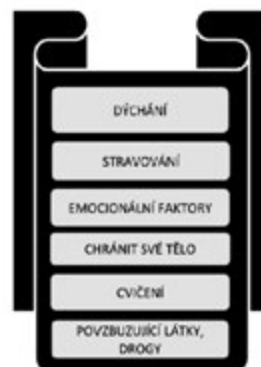 DÝCHÁNÍ
STRAVOVÁNÍ
EMOCIONÁLNÍ FAKTORY
CHRÁNIT SVÉ TĚLO
CVIČENÍ
POVZBUZUJÍCÍ LÁTKY,
DROGY